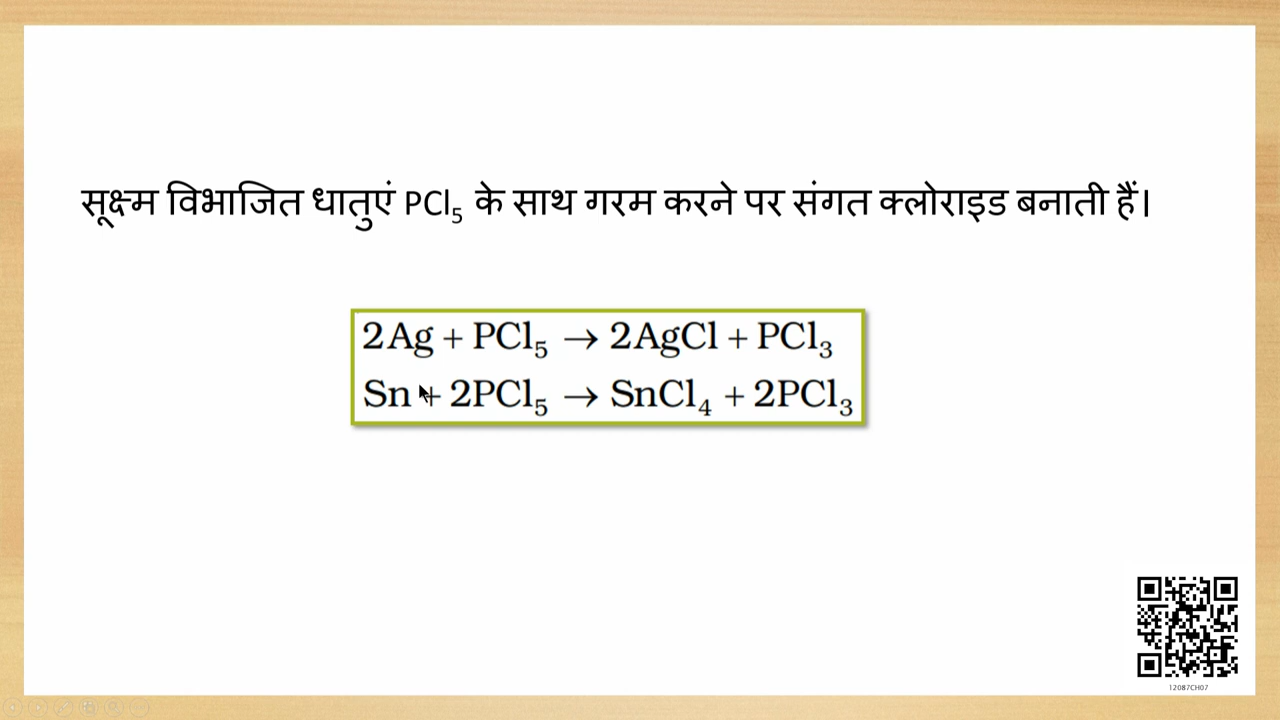 सूक्ष्म विभाजित धातुएं PCl₅ के साथ गरम करने पर संगत क्लोराइड बनाती हैं।
2Ag + PCl₅ → 2AgCl + PCl₃
Sn + 2PCl₅ → SnCl₄ + 2PCl₃
12087CH07